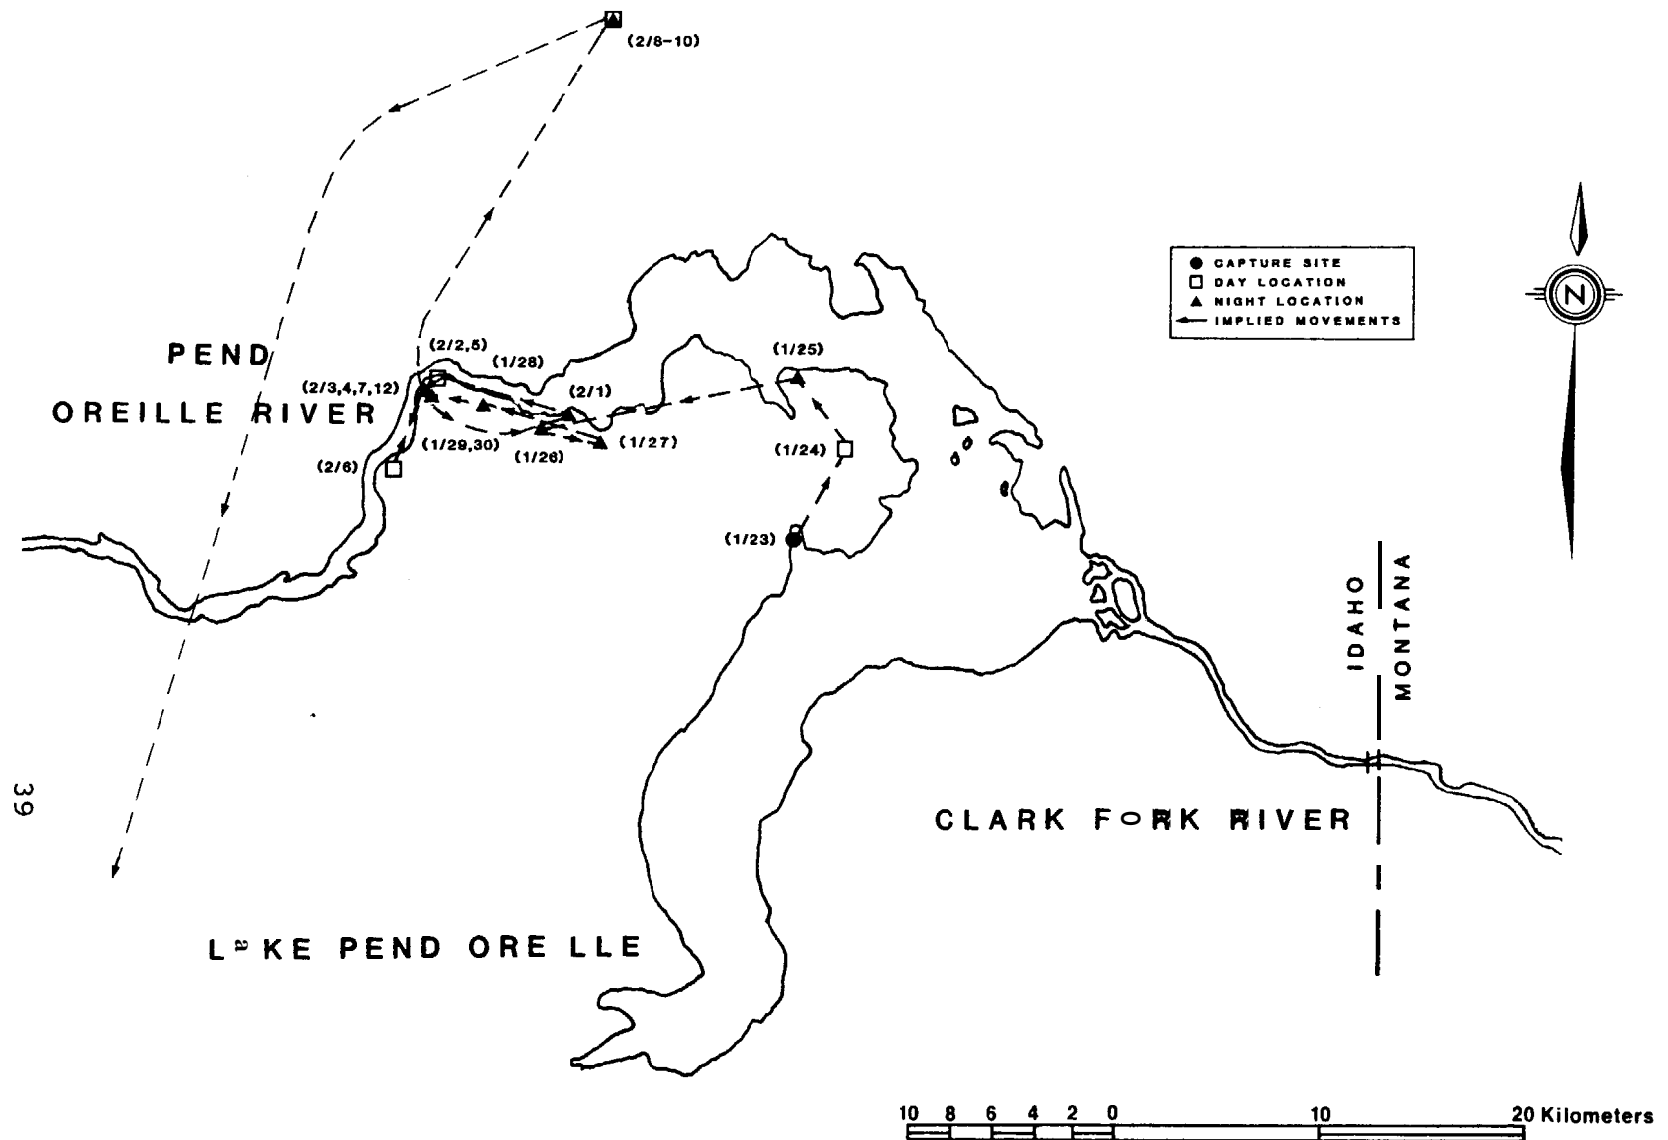 (2/8-10)
CAPTURE SITE
DAY LOCATION
NIGHT LOCATION
IMPLIED MOVEMENTS
N
PEND
OREILLE RIVER
(2/2,5)
(1/28)
(2/3,4,7,12)
(2/1)
(1/25)
(1/29,30)
(1/26)
(1/27)
(2/6)
(1/24)
(1/23)
IDAHO
MONTANA
39
CLARK FORK RIVER
LaKE PEND ORE LLE
10 8 6 4 2 0 10 20 Kilometers